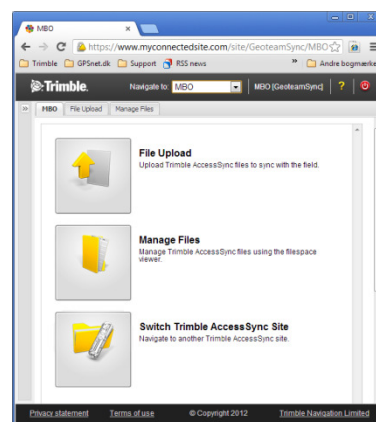 MBO
https://www.myconnectedsite.com/site/GeoteamSync/MBO
Trimble GPSnet.dk Support RSS news » Andre bogmærke
Trimble. Navigate to: MBO MBO [GeoteamSync] ?
» MBO File Upload Manage Files
File Upload
Upload Trimble AccessSync files to sync with the field.
Manage Files
Manage Trimble AccessSync files using the filespace
viewer.
Switch Trimble AccessSync Site
Navigate to another Trimble AccessSync site.
Privacy statement Terms of use © Copyright 2012 Trimble Navigation Limited